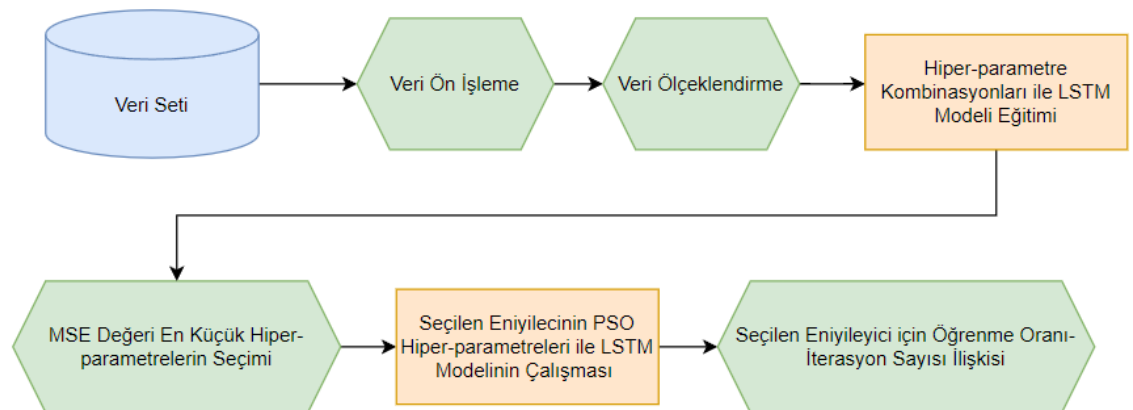 Veri Seti
Veri Ön İşleme
Veri Ölçeklendirme
Hiper-parametre
Kombinasyonları ile LSTM
Modeli Eğitimi
MSE Değeri En Küçük Hiper-
parametrelerin Seçimi
Seçilen Eniyilecinin PSO
Hiper-parametreleri ile LSTM
Modelinin Çalışması
Seçilen Eniyileyici için Öğrenme Oranı-
İterasyon Sayısı İlişkisi